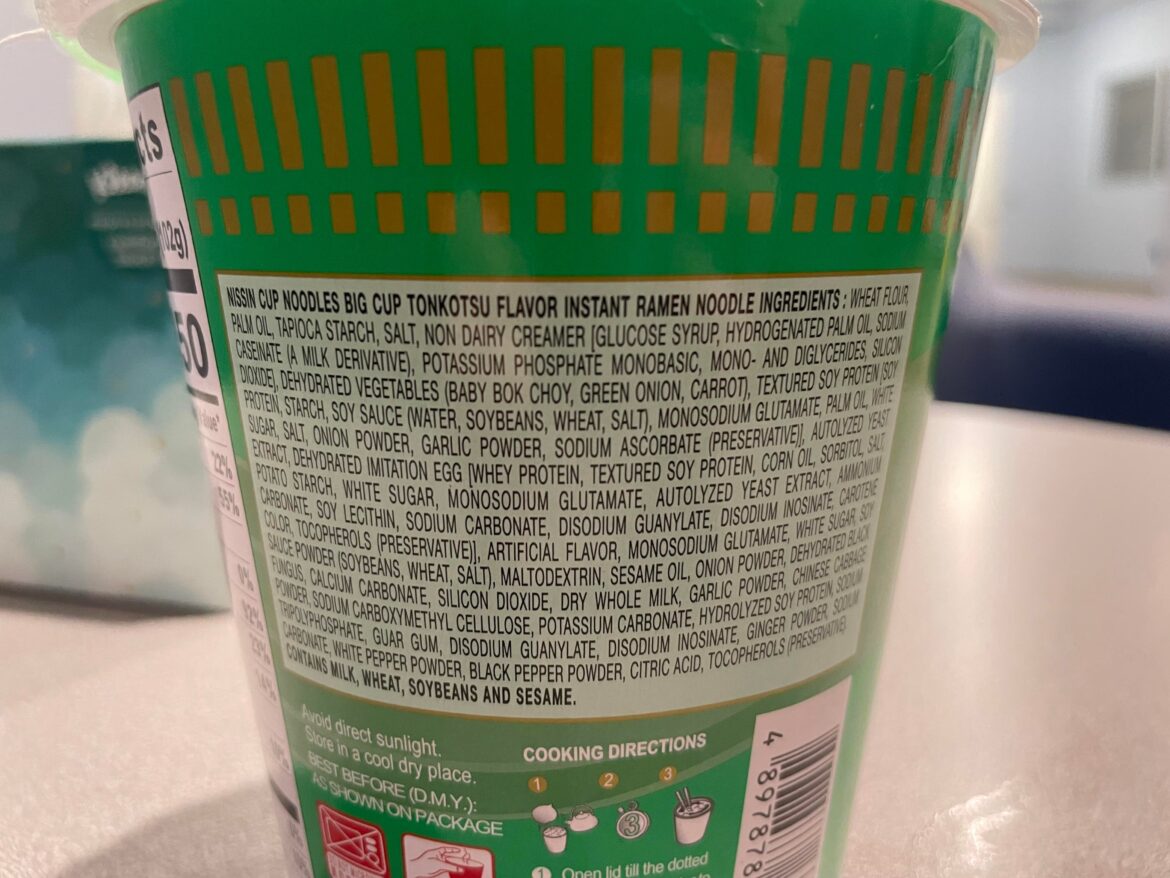 cts
(102g)
50
Value*
22%
55%
0%
NISSIN CUP NOODLES BIG CUP TONKOTSU FLAVOR INSTANT RAMEN NOODLE INGREDIENTS : WHEAT FLOUR,
PALM OIL, TAPIOCA STARCH, SALT, NON DAIRY CREAMER [GLUCOSE SYRUP, HYDROGENATED PALM OIL, SODIUM
CASEINATE (A MILK DERIVATIVE), POTASSIUM PHOSPHATE MONOBASIC, MONO- AND DIGLYCERIDES, SILICON
DIOXIDE], DEHYDRATED VEGETABLES (BABY BOK CHOY, GREEN ONION, CARROT), TEXTURED SOY PROTEIN [SOY
PROTEIN, STARCH, SOY SAUCE (WATER, SOYBEANS, WHEAT, SALT), MONOSODIUM GLUTAMATE, PALM OIL, WHITE
SUGAR, SALT, ONION POWDER, GARLIC POWDER, SODIUM ASCORBATE (PRESERVATIVE)], AUTOLYZED YEAST
EXTRACT, DEHYDRATED IMITATION EGG [WHEY PROTEIN, TEXTURED SOY PROTEIN, CORN OIL, SORBITOL, SALT,
POTATO STARCH, WHITE SUGAR, MONOSODIUM GLUTAMATE, AUTOLYZED YEAST EXTRACT, AMMONIUM
CARBONATE, SOY LECITHIN, SODIUM CARBONATE, DISODIUM GUANYLATE, DISODIUM INOSINATE, CAROTENE
COLOR, TOCOPHEROLS (PRESERVATIVE)], ARTIFICIAL FLAVOR, MONOSODIUM GLUTAMATE, WHITE SUGAR, SOY
SAUCE POWDER (SOYBEANS, WHEAT, SALT), MALTODEXTRIN, SESAME OIL, ONION POWDER, DEHYDRATED BLACK
FUNGUS, CALCIUM CARBONATE, SILICON DIOXIDE, DRY WHOLE MILK, GARLIC POWDER, CHINESE CABBAGE
POWDER, SODIUM CARBOXYMETHYL CELLULOSE, POTASSIUM CARBONATE, HYDROLYZED SOY PROTEIN, SODIUM
TRIPOLYPHOSPHATE, GUAR GUM, DISODIUM GUANYLATE, DISODIUM INOSINATE, GINGER POWDER, SODIUM
CARBONATE, WHITE PEPPER POWDER, BLACK PEPPER POWDER, CITRIC ACID, TOCOPHEROLS (PRESERVATIVE).
CONTAINS MILK, WHEAT, SOYBEANS AND SESAME.
Avoid direct sunlight.
Store in a cool dry place.
BEST BEFORE (D.M.Y.):
AS SHOWN ON PACKAGE
COOKING DIRECTIONS
1 2 3
3
1 Open lid till the dotted
4 897878